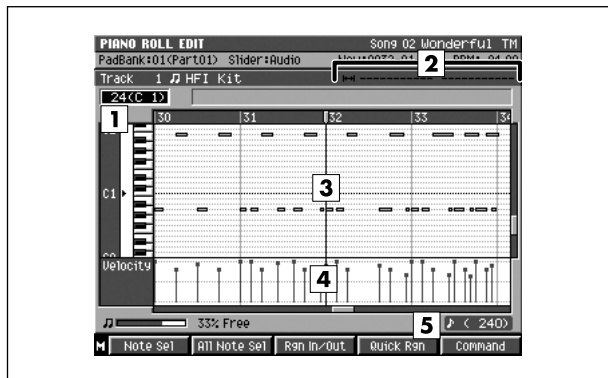 PIANO ROLL EDIT Song 02 Wonderful TM
PadBank:01(Part01) Slider:Audio
2
Track 1 HFI Kit
24(C 1)
1
30 31 32 33 34
3
C1
Velocity
4
33% Free
5
( 240)
M Note Sel All Note Sel Rgn In/Out Quick Rgn Command